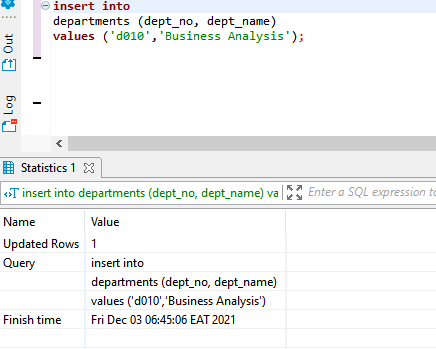 insert into
departments (dept_no, dept_name)
values ('d010','Business Analysis');
Out
Log
Statistics 1
insert into departments (dept_no, dept_name) va
Enter a SQL expression to
Name Value
Updated Rows 1
Query insert into
departments (dept_no, dept_name)
values ('d010','Business Analysis')
Finish time Fri Dec 03 06:45:06 EAT 2021